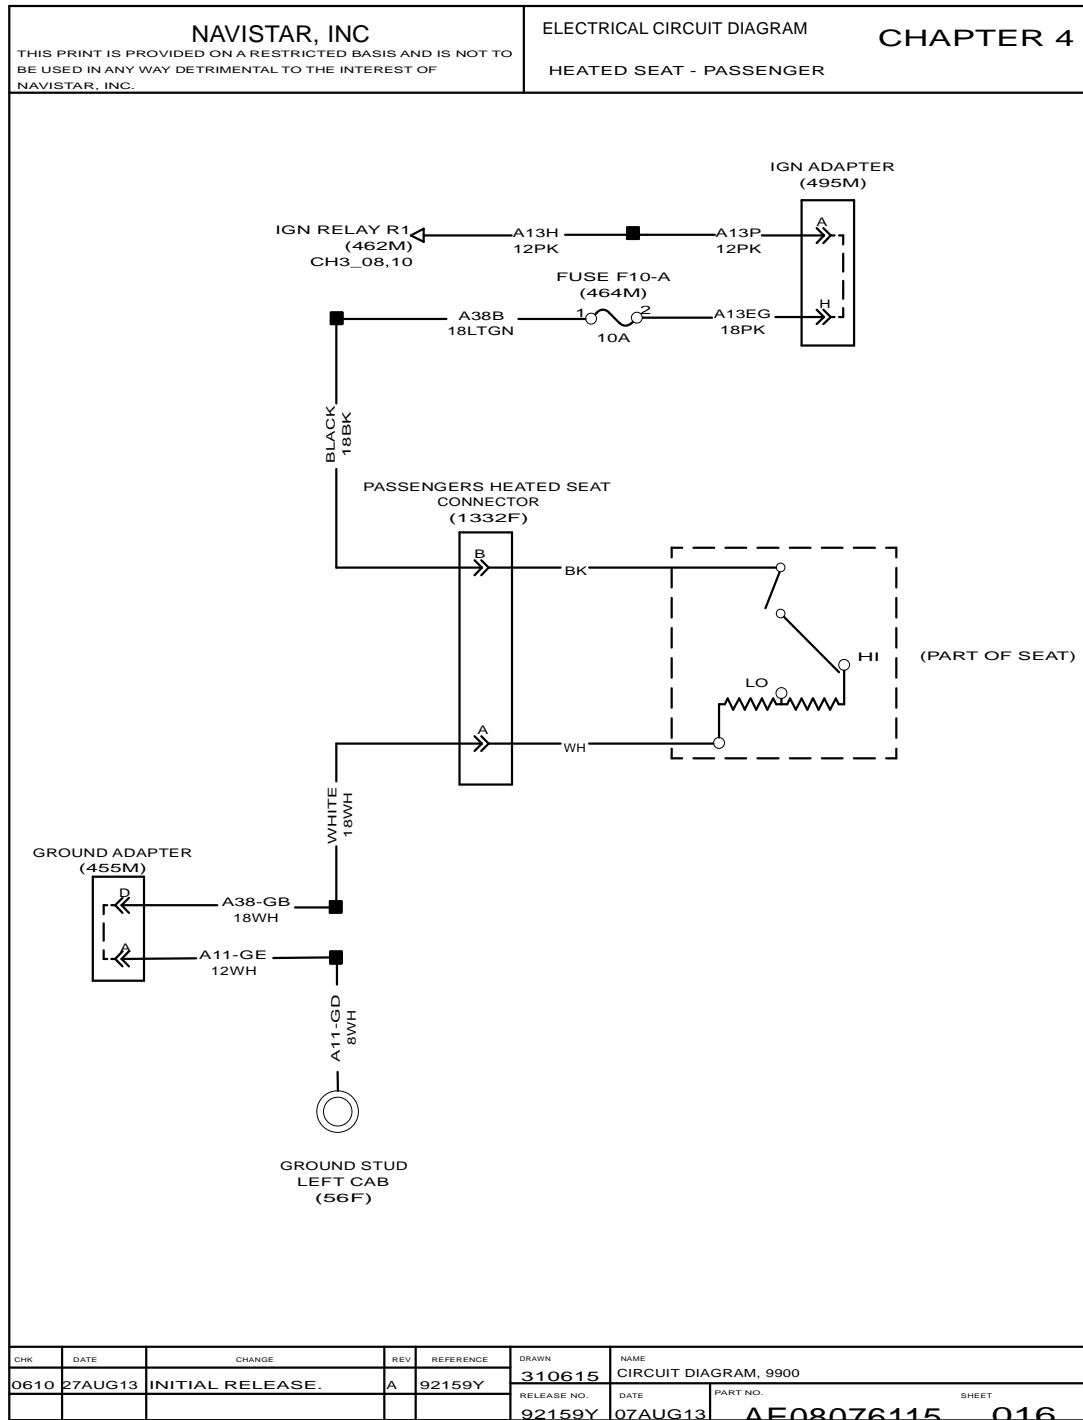 NAVISTAR, INC
THIS PRINT IS PROVIDED ON A RESTRICTED BASIS AND IS NOT TO
BE USED IN ANY WAY DETRIMENTAL TO THE INTEREST OF
NAVISTAR, INC.
ELECTRICAL CIRCUIT DIAGRAM
HEATED SEAT - PASSENGER
CHAPTER 4
IGN ADAPTER
(495M)
A
IGN RELAY R1
(462M)
CH3_08,10
A13H
12PK
A13P
12PK
FUSE F10-A
(464M)
1
2
10A
H
A38B
18LTGN
A13EG
18PK
BLACK
18BK
PASSENGERS HEATED SEAT
CONNECTOR
(1332F)
B
BK
HI
(PART OF SEAT)
LO
A
WH
WHITE
18WH
GROUND ADAPTER
(455M)
D
A38-GB
18WH
A
A11-GE
12WH
A11-GD
8WH
GROUND STUD
LEFT CAB
(56F)
CHK DATE CHANGE REV REFERENCE
0610 27AUG13 INITIAL RELEASE. A 92159Y
DRAWN
310615
NAME
CIRCUIT DIAGRAM, 9900
RELEASE NO.
92159Y
DATE
07AUG13
PART NO.
AE08076115
SHEET
016